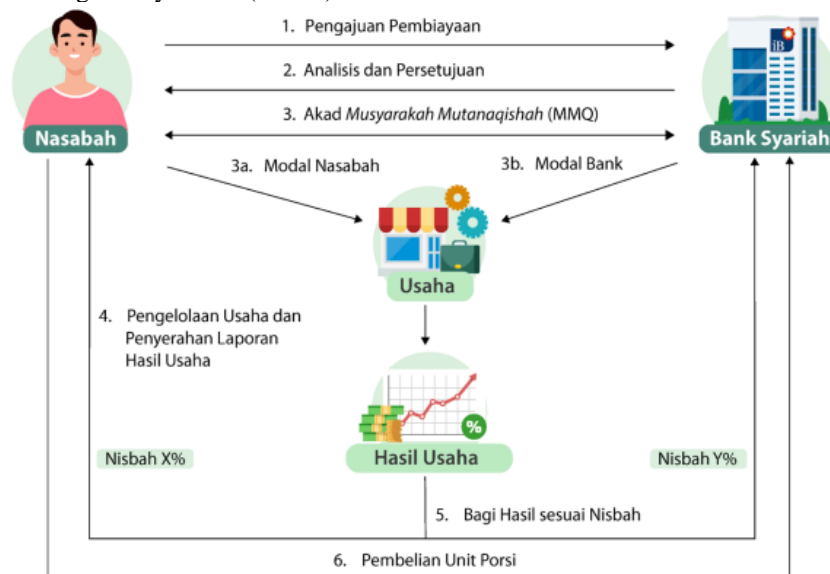 1. Pengajuan Pembiayaan
iB
2. Analisis dan Persetujuan
3. Akad Musyarakah Mutanaqishah (MMQ)
Nasabah
Bank Syariah
3a. Modal Nasabah
3b. Modal Bank
Usaha
4. Pengelolaan Usaha dan
Penyerahan Laporan
Hasil Usaha
%
Nisbah X%
Hasil Usaha
Nisbah Y%
5. Bagi Hasil sesuai Nisbah
6. Pembelian Unit Porsi